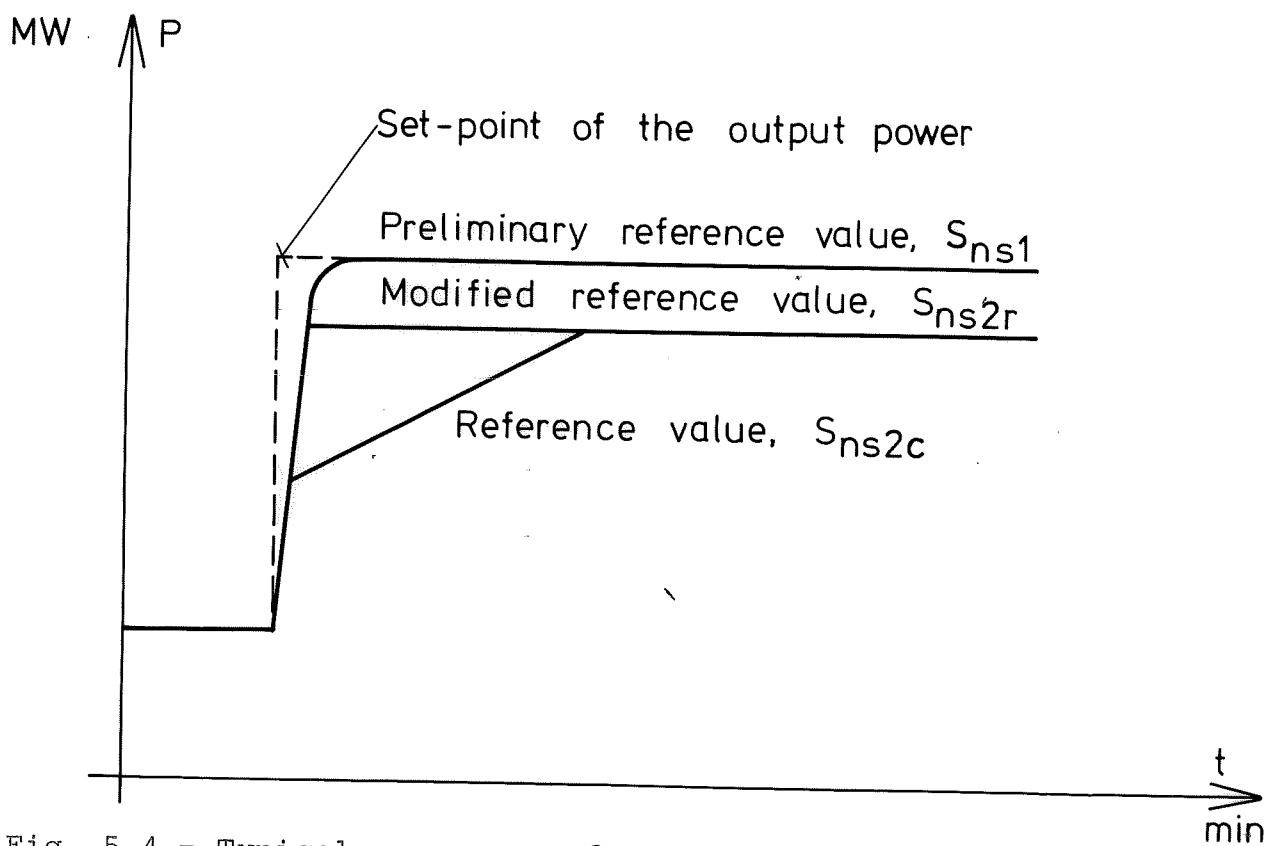 MW P
Set-point of the output power
Preliminary reference value, Sns1
Modified reference value, Sns2r
Reference value, Sns2c
t
min
Fig. 5.4 - Typical